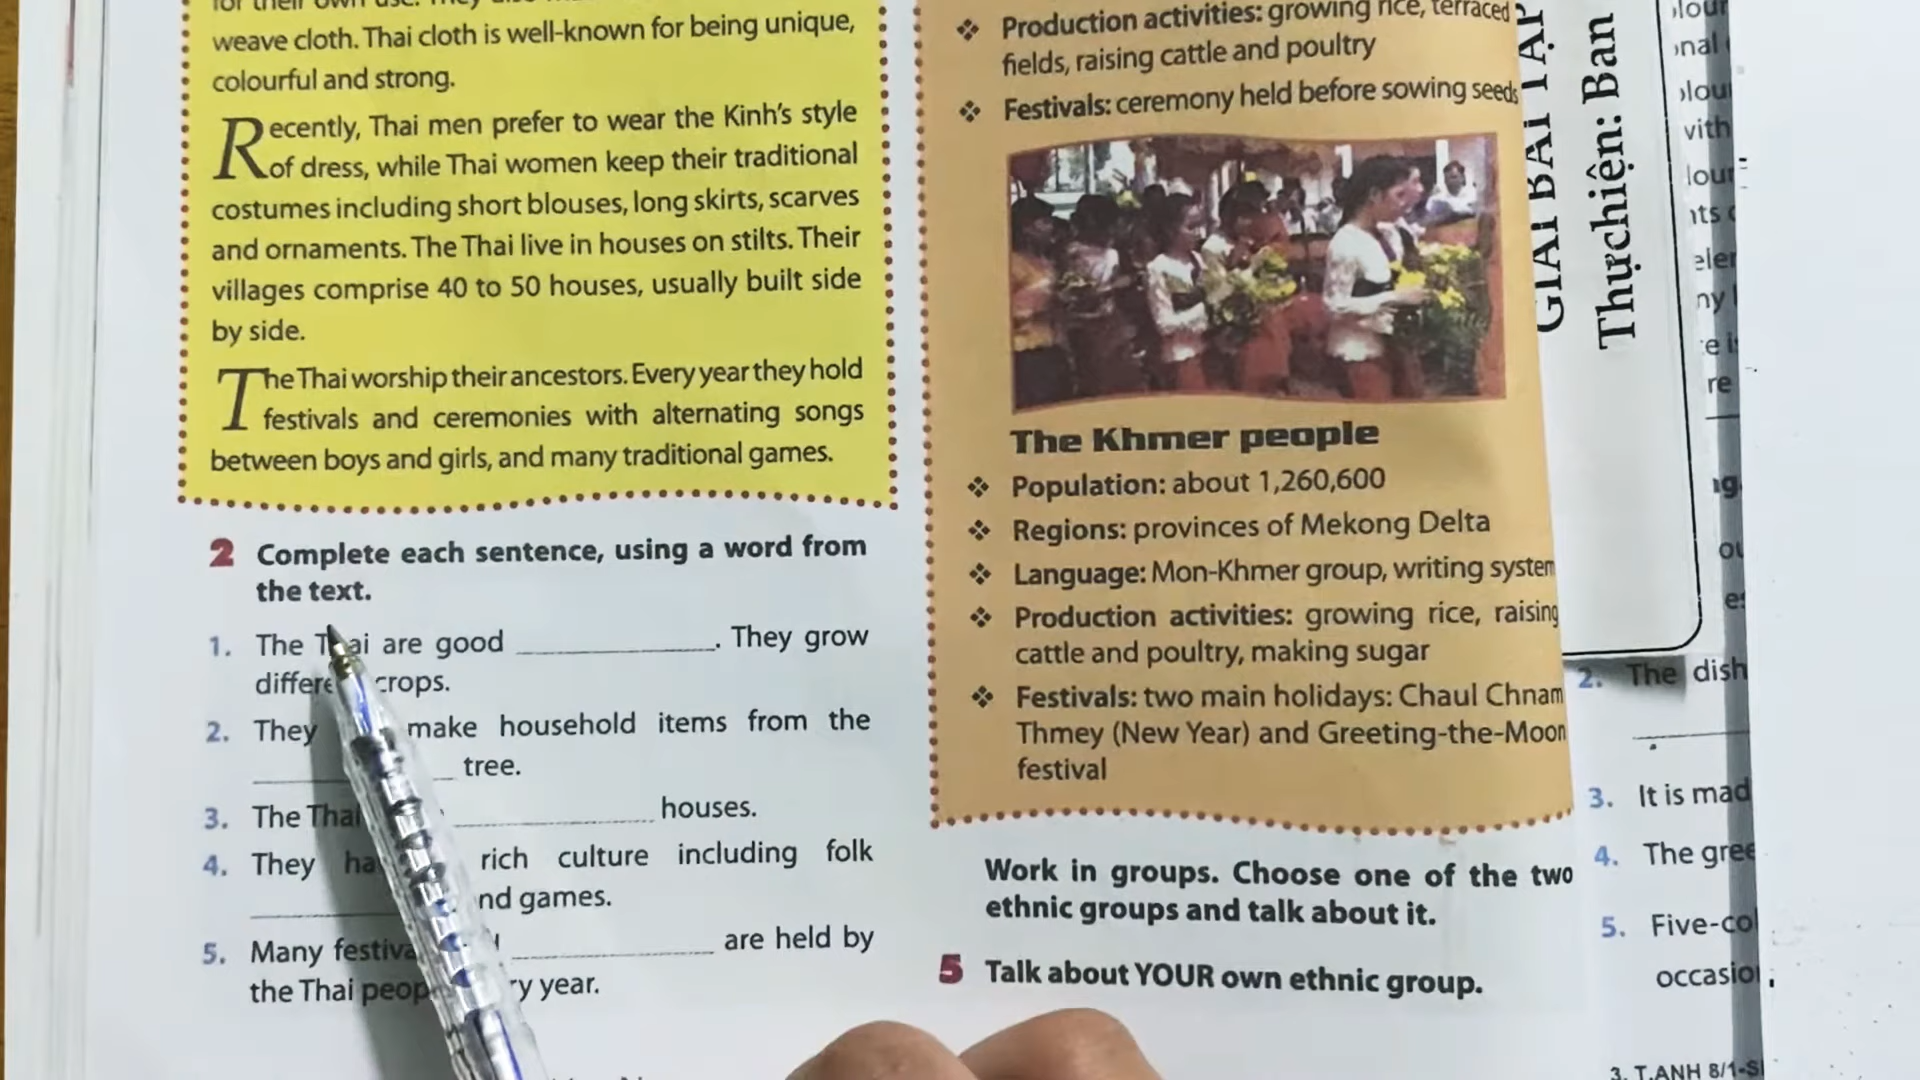 for their own use. They also
weave cloth. Thai cloth is well-known for being unique,
colourful and strong.
Recently, Thai men prefer to wear the Kinh's style
of dress, while Thai women keep their traditional
costumes including short blouses, long skirts, scarves
and ornaments. The Thai live in houses on stilts. Their
villages comprise 40 to 50 houses, usually built side
by side.
The Thai worship their ancestors. Every year they hold
festivals and ceremonies with alternating songs
between boys and girls, and many traditional games.
2 Complete each sentence, using a word from
the text.
1. The Thai are good ____________. They grow
crops.
2. They make household items from the
____________ tree.
3. The Thai ____________ houses.
4. They rich culture including folk
____________ games.
5. Many ____________ are held by
the Thai year.
❖ Production activities: growing rice, terraced
fields, raising cattle and poultry
❖ Festivals: ceremony held before sowing seeds
The Khmer people
❖ Population: about 1,260,600
❖ Regions: provinces of Mekong Delta
❖ Language: Mon-Khmer group, writing system
❖ Production activities: growing rice, raising
cattle and poultry, making sugar
❖ Festivals: two main holidays: Chaul Chnam
Thmey (New Year) and Greeting-the-Moon
festival
Work in groups. Choose one of the two
ethnic groups and talk about it.
5 Talk about YOUR own ethnic group.
GIẢI BÀI TẬP
Thực hiện: Ban
2. The dish
3. It is mad
4. The gree
5. Five-col
occasion
3. T.ANH 8/1-S